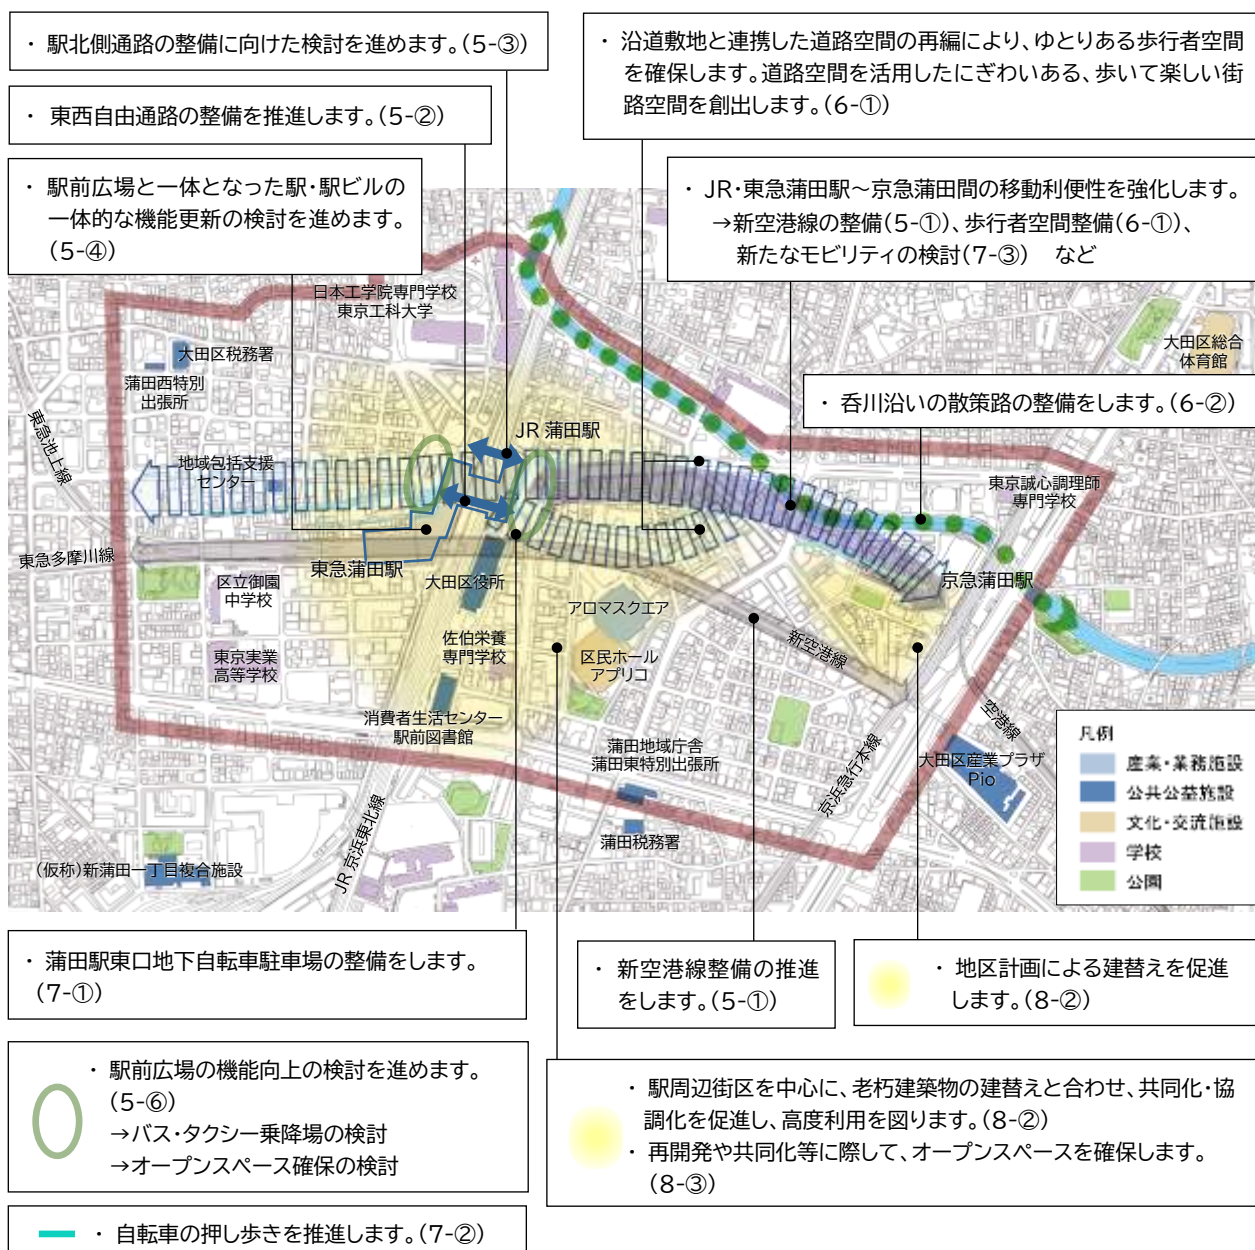 ・ 駅北側通路の整備に向けた検討を進めます。(5-③)
・ 東西自由通路の整備を推進します。(5-②)
・ 駅前広場と一体となった駅・駅ビルの
一体的な機能更新の検討を進めます。
(5-④)
・ 沿道敷地と連携した道路空間の再編により、ゆとりある歩行者空間
を確保します。道路空間を活用したにぎわいある、歩いて楽しい街
路空間を創出します。(6-①)
・ JR・東急蒲田駅～京急蒲田間の移動利便性を強化します。
→新空港線の整備(5-①)、歩行者空間整備(6-①)、
新たなモビリティの検討(7-③) など
・ 呑川沿いの散策路の整備をします。(6-②)
日本工学院専門学校
東京工科大学
大田区税務署
蒲田西特別
出張所
東急池上線
地域包括支援
センター
JR 蒲田駅
大田区総合
体育館
東京誠心調理師
専門学校
東急多摩川線
東急蒲田駅
区立御園
中学校
大田区役所
アロマスクエア
京急蒲田駅
東京実業
高等学校
佐伯栄養
専門学校
区民ホール
アプリコ
新空港線
消費者生活センター
駅前図書館
蒲田地域庁舎
蒲田東特別出張所
京浜急行本線
空港線
大田区産業プラザ
Pio
蒲田税務署
JR 京浜東北線
(仮称)新蒲田一丁目複合施設
凡例
産業・業務施設
公共公益施設
文化・交流施設
学校
公園
・ 蒲田駅東口地下自転車駐車場の整備をします。
(7-①)
・ 新空港線整備の推進
をします。(5-①)
・ 地区計画による建替えを促進
します。(8-②)
・ 駅前広場の機能向上の検討を進めます。
(5-⑥)
→バス・タクシー乗降場の検討
→オープンスペース確保の検討
・ 駅周辺街区を中心に、老朽建築物の建替えと合わせ、共同化・協
調化を促進し、高度利用を図ります。(8-②)
・ 再開発や共同化等に際して、オープンスペースを確保します。
(8-③)
・ 自転車の押し歩きを推進します。(7-②)